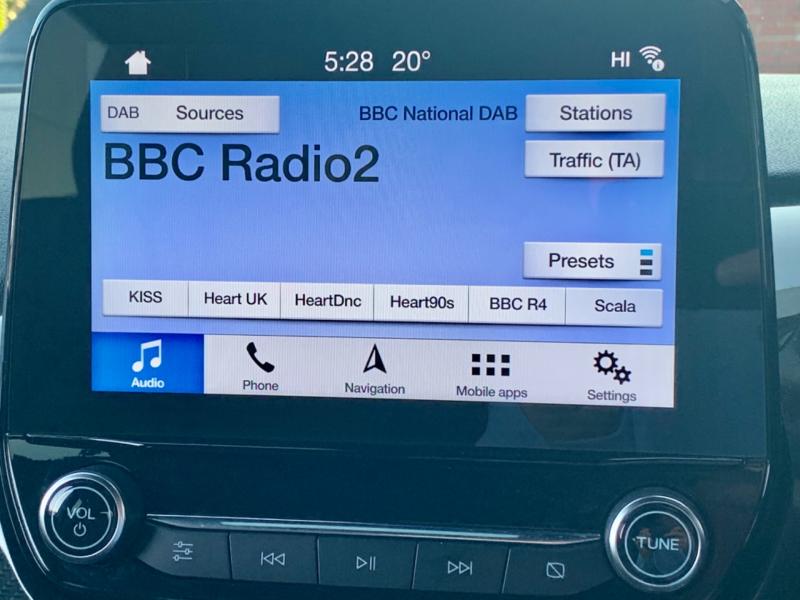 5:28 20° HI
DAB Sources
BBC National DAB
Stations
BBC Radio2
Traffic (TA)
Presets
KISS
Heart UK
HeartDnc
Heart90s
BBC R4
Scala
Audio
Phone
Navigation
Mobile apps
Settings
VOL
TUNE